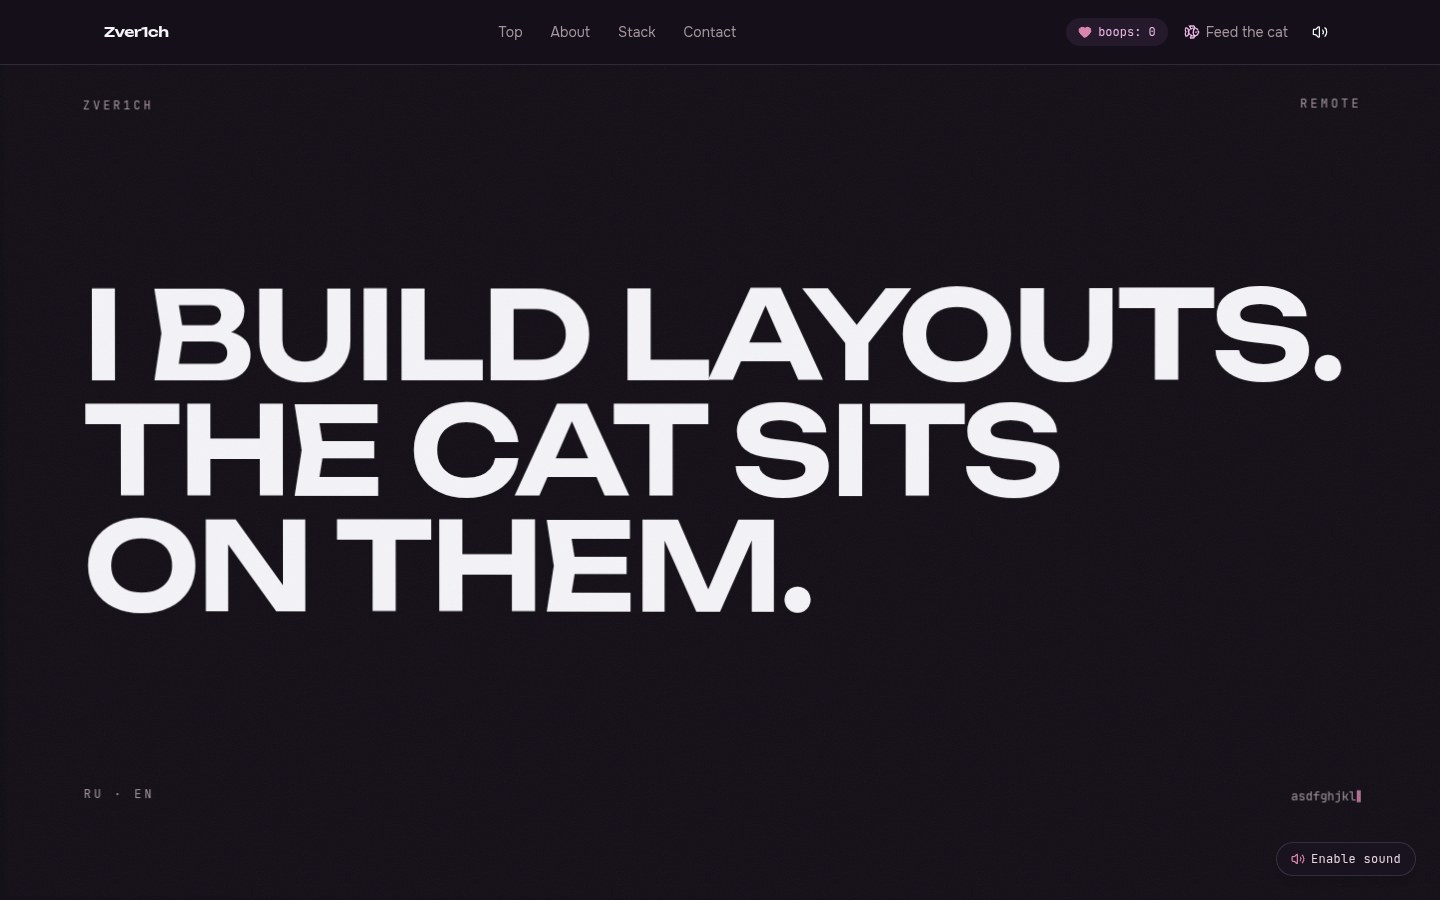 Zver1ch
Top
About
Stack
Contact
boops: 0
Feed the cat
ZVER1CH
REMOTE
I BUILD LAYOUTS.
THE CAT SITS
ON THEM.
RU · EN
asdfghjkl
Enable sound